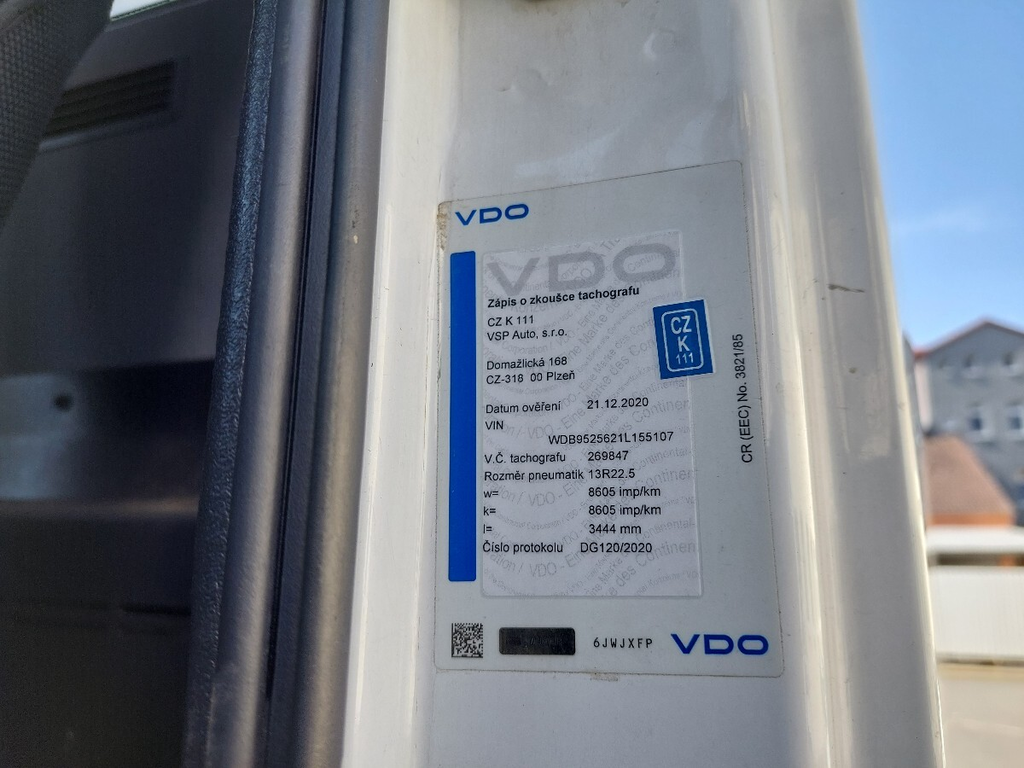 VDO
VDO
Zápis o zkoušce tachografu
CZ K 111
VSP Auto, s.r.o.
CZ
K
111
Domažlická 168
CZ-318 00 Plzeň
Datum ověření 21.12.2020
VIN
WDB9525621L155107
V.Č. tachografu 269847
Rozměr pneumatik 13R22.5
w= 8605 imp/km
k= 8605 imp/km
l= 3444 mm
Číslo protokolu DG120/2020
CR (EEC) No. 3821/85
6JWJXFP
VDO